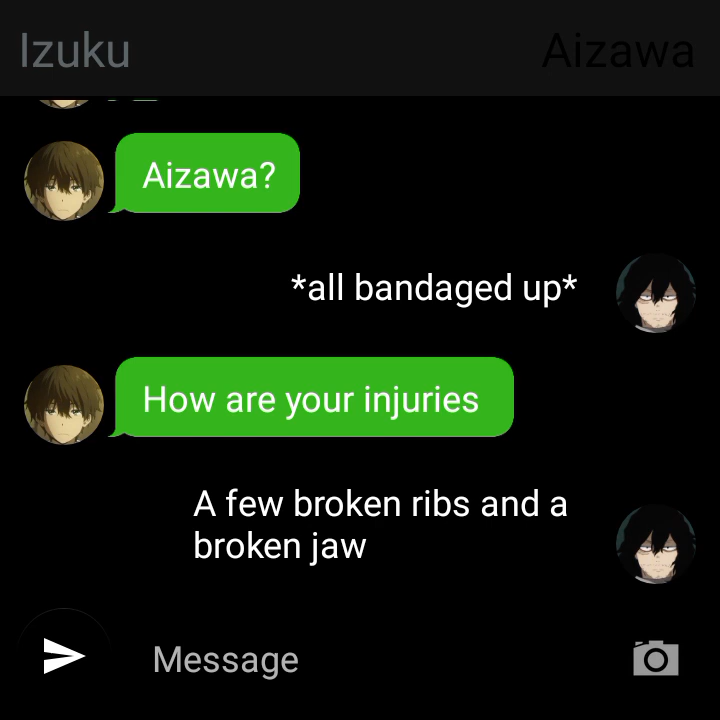 Izuku
Aizawa
Aizawa?
*all bandaged up*
How are your injuries
A few broken ribs and a
broken jaw
Message